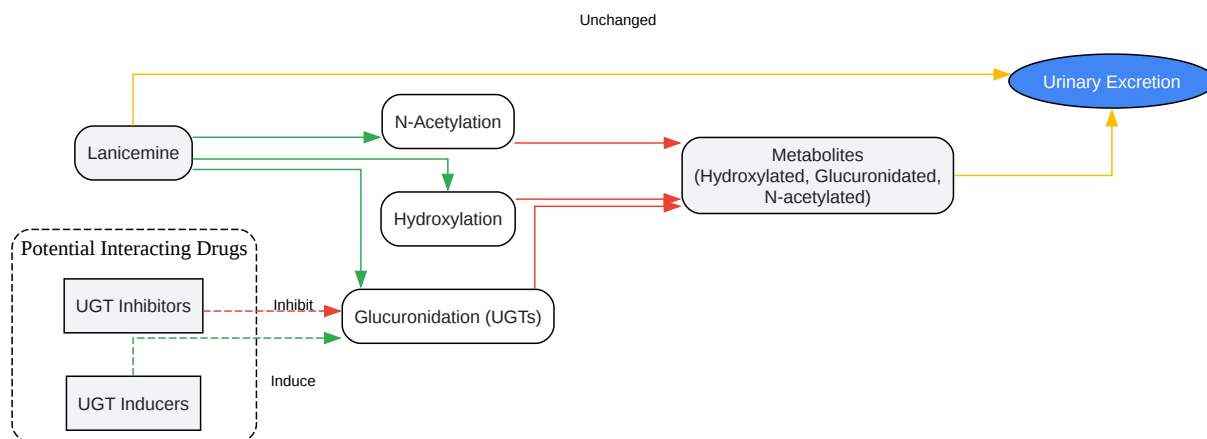 Unchanged
Urinary Excretion
N-Acetylation
Lanicemine
Metabolites
(Hydroxylated, Glucuronidated,
N-acetylated)
Hydroxylation
Potential Interacting Drugs
UGT Inhibitors
Inhibit
Glucuronidation (UGTs)
Induce
UGT Inducers